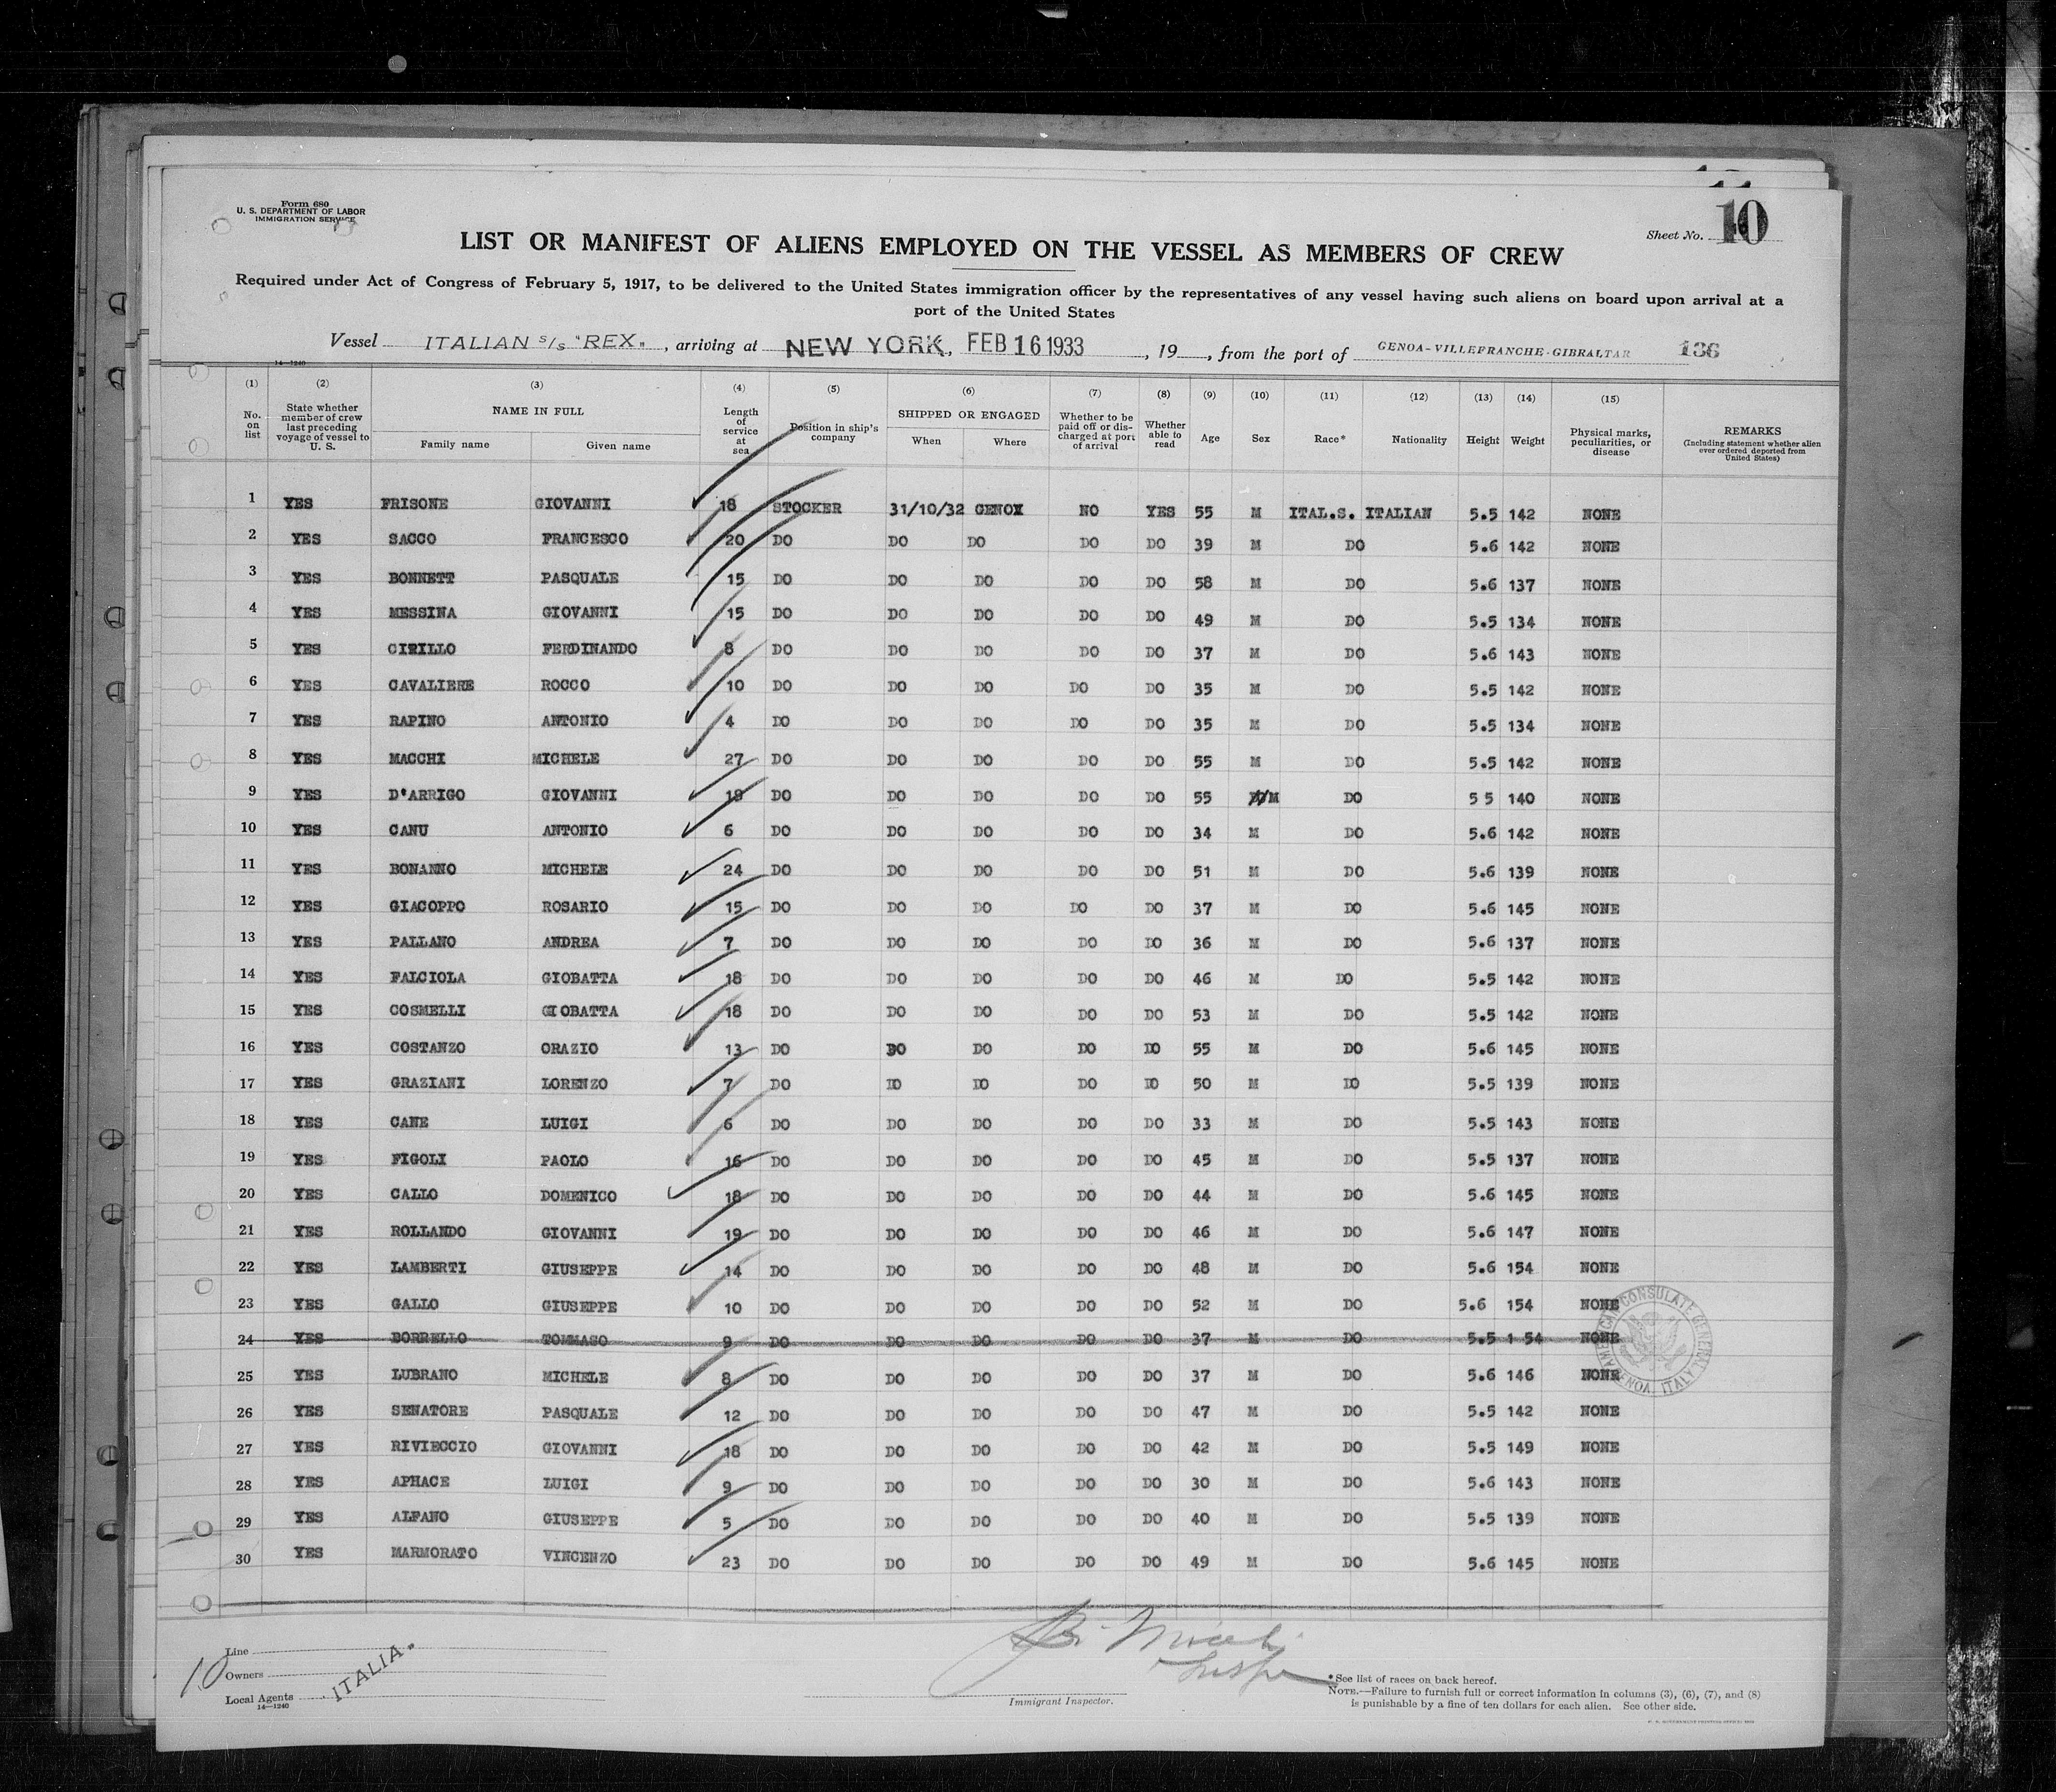 Form 680
U. S. DEPARTMENT OF LABOR
IMMIGRATION SERVICE
Sheet No. 10
LIST OR MANIFEST OF ALIENS EMPLOYED ON THE VESSEL AS MEMBERS OF CREW
Required under Act of Congress of February 5, 1917, to be delivered to the United States immigration officer by the representatives of any vessel having such aliens on board upon arrival at a
port of the United States
Vessel ITALIAN S/S "REX", arriving at NEW YORK, FEB 16 1933, 19, from the port of GENOA-VILLEFRANCHE-GIBRALTAR 136
14-1240
(1) No. on list (2) State whether member of crew last preceding voyage of vessel to U. S. (3) NAME IN FULL Family name Given name (4) Length of service at sea (5) Position in ship's company (6) SHIPPED OR ENGAGED When Where (7) Whether to be paid off or discharged at port of arrival (8) Whether able to read (9) Age (10) Sex (11) Race* (12) Nationality (13) Height (14) Weight (15) Physical marks, peculiarities, or disease REMARKS (Including statement whether alien ever ordered deported from United States)
1 YES FRISONE GIOVANNI 18 STOCKER 31/10/32 GENOX NO YES 55 M ITAL.S. ITALIAN 5.5 142 NONE
2 YES SACCO FRANCESCO 20 DO DO DO DO DO 39 M DO 5.6 142 NONE
3 YES BONNETT PASQUALE 15 DO DO DO DO DO 58 M DO 5.6 137 NONE
4 YES MESSINA GIOVANNI 15 DO DO DO DO DO 49 M DO 5.5 134 NONE
5 YES CIRILLO FERDINANDO 8 DO DO DO DO DO 37 M DO 5.6 143 NONE
6 YES CAVALIERE ROCCO 10 DO DO DO DO DO 35 M DO 5.5 142 NONE
7 YES RAPINO ANTONIO 4 DO DO DO DO DO 35 M DO 5.5 134 NONE
8 YES MACCHI MICHELE 27 DO DO DO DO DO 55 M DO 5.5 142 NONE
9 YES D'ARRIGO GIOVANNI 18 DO DO DO DO DO 55 M DO 5 5 140 NONE
10 YES CANU ANTONIO 6 DO DO DO DO DO 34 M DO 5.6 142 NONE
11 YES BONANNO MICHELE 24 DO DO DO DO DO 51 M DO 5.6 139 NONE
12 YES GIACOPPO ROSARIO 15 DO DO DO DO DO 37 M DO 5.6 145 NONE
13 YES PALLANO ANDREA 7 DO DO DO DO DO 36 M DO 5.6 137 NONE
14 YES FALCIOLA GIOBATTA 18 DO DO DO DO DO 46 M DO 5.5 142 NONE
15 YES COSMELLI GIOBATTA 18 DO DO DO DO DO 53 M DO 5.5 142 NONE
16 YES COSTANZO ORAZIO 13 DO DO DO DO DO 55 M DO 5.6 145 NONE
17 YES GRAZIANI LORENZO 7 DO DO DO DO DO 50 M DO 5.5 139 NONE
18 YES CANE LUIGI 6 DO DO DO DO DO 33 M DO 5.5 143 NONE
19 YES FIGOLI PAOLO 16 DO DO DO DO DO 45 M DO 5.5 137 NONE
20 YES CALLO DOMENICO 18 DO DO DO DO DO 44 M DO 5.6 145 NONE
21 YES ROLLANDO GIOVANNI 19 DO DO DO DO DO 46 M DO 5.6 147 NONE
22 YES LAMBERTI GIUSEPPE 14 DO DO DO DO DO 48 M DO 5.6 154 NONE
23 YES GALLO GIUSEPPE 10 DO DO DO DO DO 52 M DO 5.6 154 NONE
24 YES BORRELLO TOMMASO 9 DO DO DO DO DO 37 M DO 5.5 1 54 NONE
25 YES LUBRANO MICHELE 8 DO DO DO DO DO 37 M DO 5.6 146 NONE
26 YES SENATORE PASQUALE 12 DO DO DO DO DO 47 M DO 5.5 142 NONE
27 YES RIVIECCIO GIOVANNI 18 DO DO DO DO DO 42 M DO 5.5 149 NONE
28 YES APHACE LUIGI 9 DO DO DO DO DO 30 M DO 5.6 143 NONE
29 YES ALFANO GIUSEPPE 5 DO DO DO DO DO 40 M DO 5.5 139 NONE
30 YES MARMORATO VINCENZO 23 DO DO DO DO DO 49 M DO 5.6 145 NONE
AMERICAN CONSULATE GENERAL GENOA, ITALY
Line
10 Owners
Local Agents ITALIA
14-1240
Immigrant Inspector.
*See list of races on back hereof.
NOTE.—Failure to furnish full or correct information in columns (3), (6), (7), and (8)
is punishable by a fine of ten dollars for each alien. See other side.